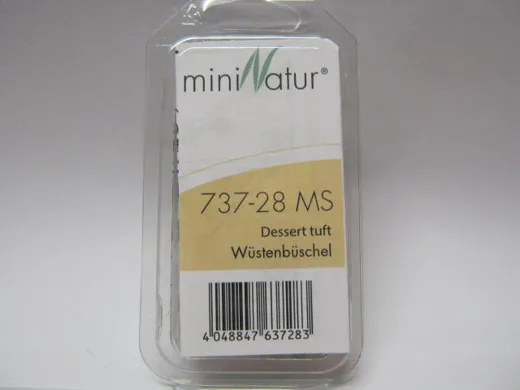 miniNatur®
737-28 MS
Dessert tuft
Wüstenbüschel
4 048847 637283